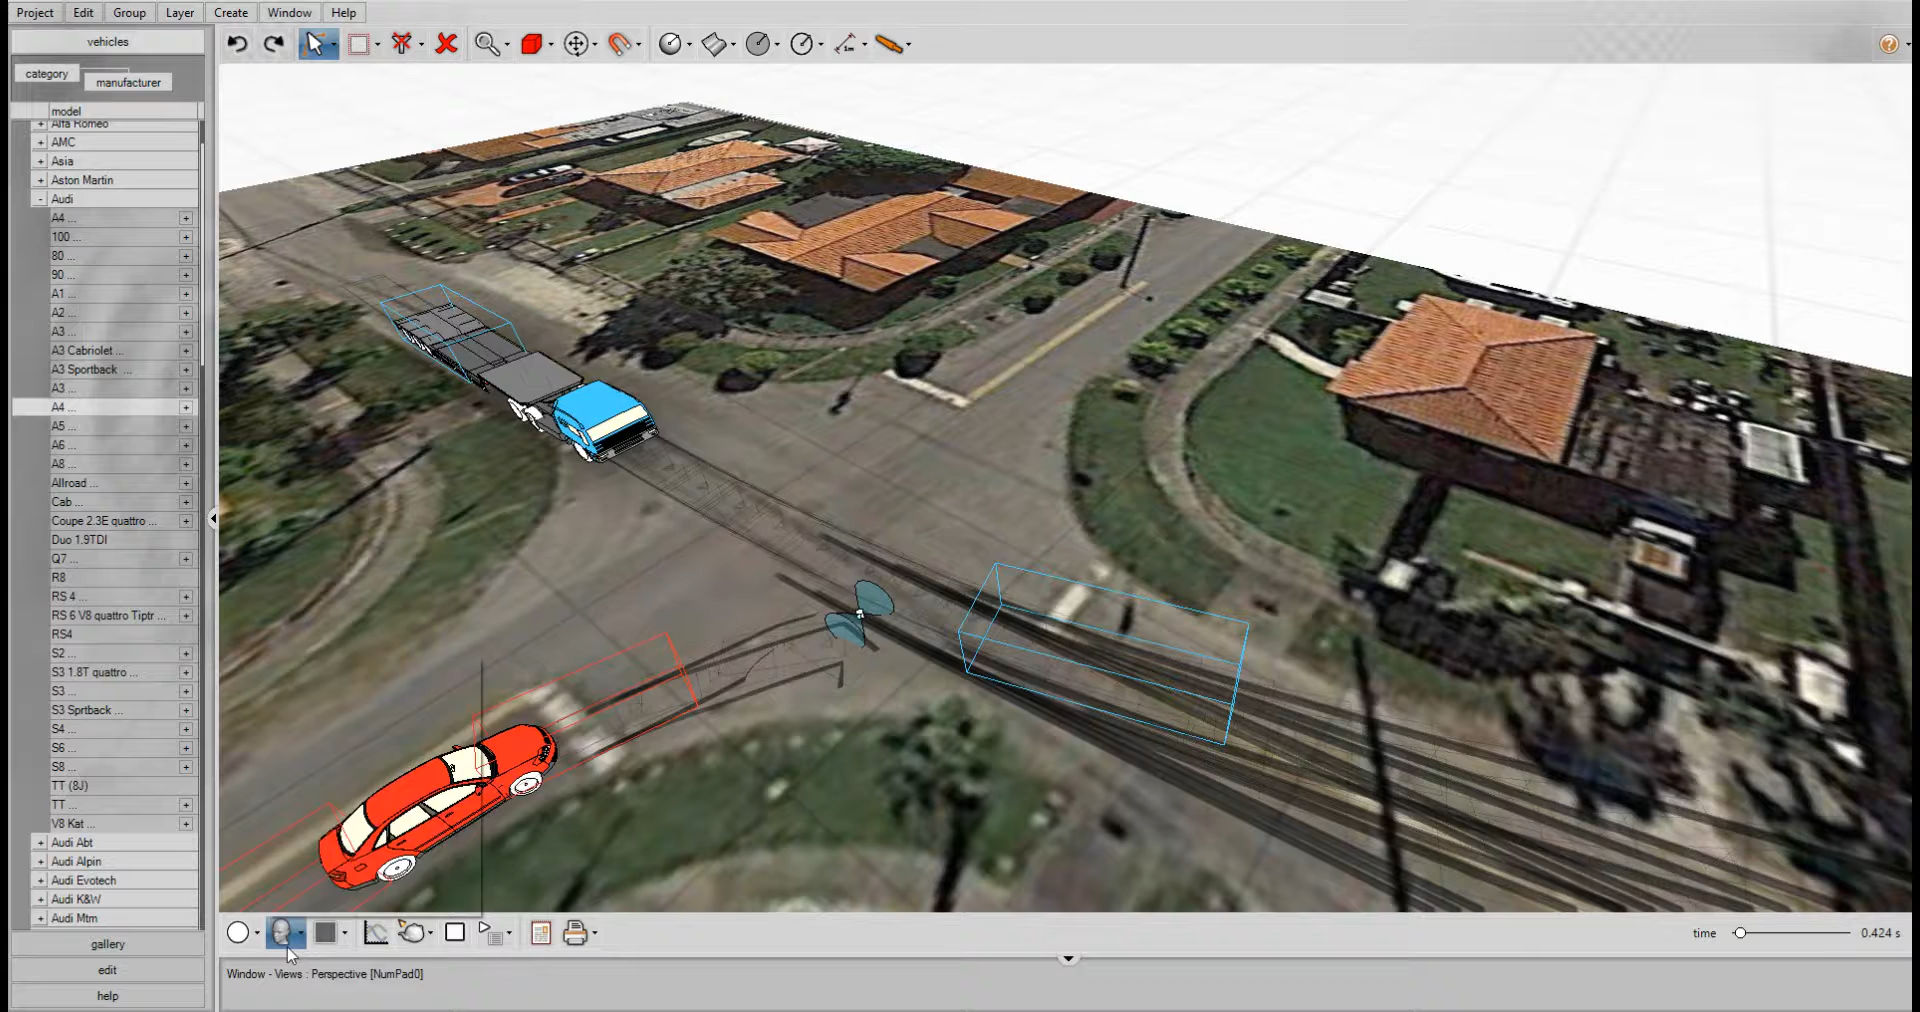 Project Edit Group Layer Create Window Help
vehicles
category
manufacturer
model
Alfa Romeo
AMC
Asia
Aston Martin
Audi
A4 ...
100 ...
80 ...
90 ...
A1 ...
A2 ...
A3 ...
A3 Cabriolet ...
A3 Sportback ...
A3 ...
A4 ...
A5 ...
A6 ...
A8 ...
Allroad ...
Cab ...
Coupe 2.3E quattro ...
Duo 1.9TDI
Q7 ...
R8
RS 4 ...
RS 6 V8 quattro Tiptr ...
RS4
S2 ...
S3 1.8T quattro ...
S3 ...
S3 Sprtback ...
S4 ...
S6 ...
S8 ...
TT (8J)
TT ...
V8 Kat ...
Audi Abt
Audi Alpin
Audi Evotech
Audi K&W
Audi Mtm
gallery
edit
help
1m
time 0.424 s
Window - Views : Perspective [NumPad0]